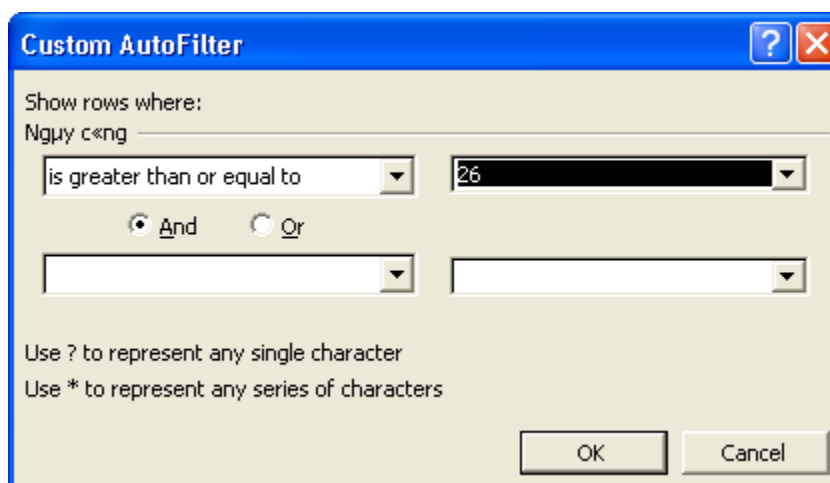 Custom AutoFilter
Show rows where:
Ngµy c«ng
is greater than or equal to 26
And Or
Use ? to represent any single character
Use * to represent any series of characters
OK Cancel